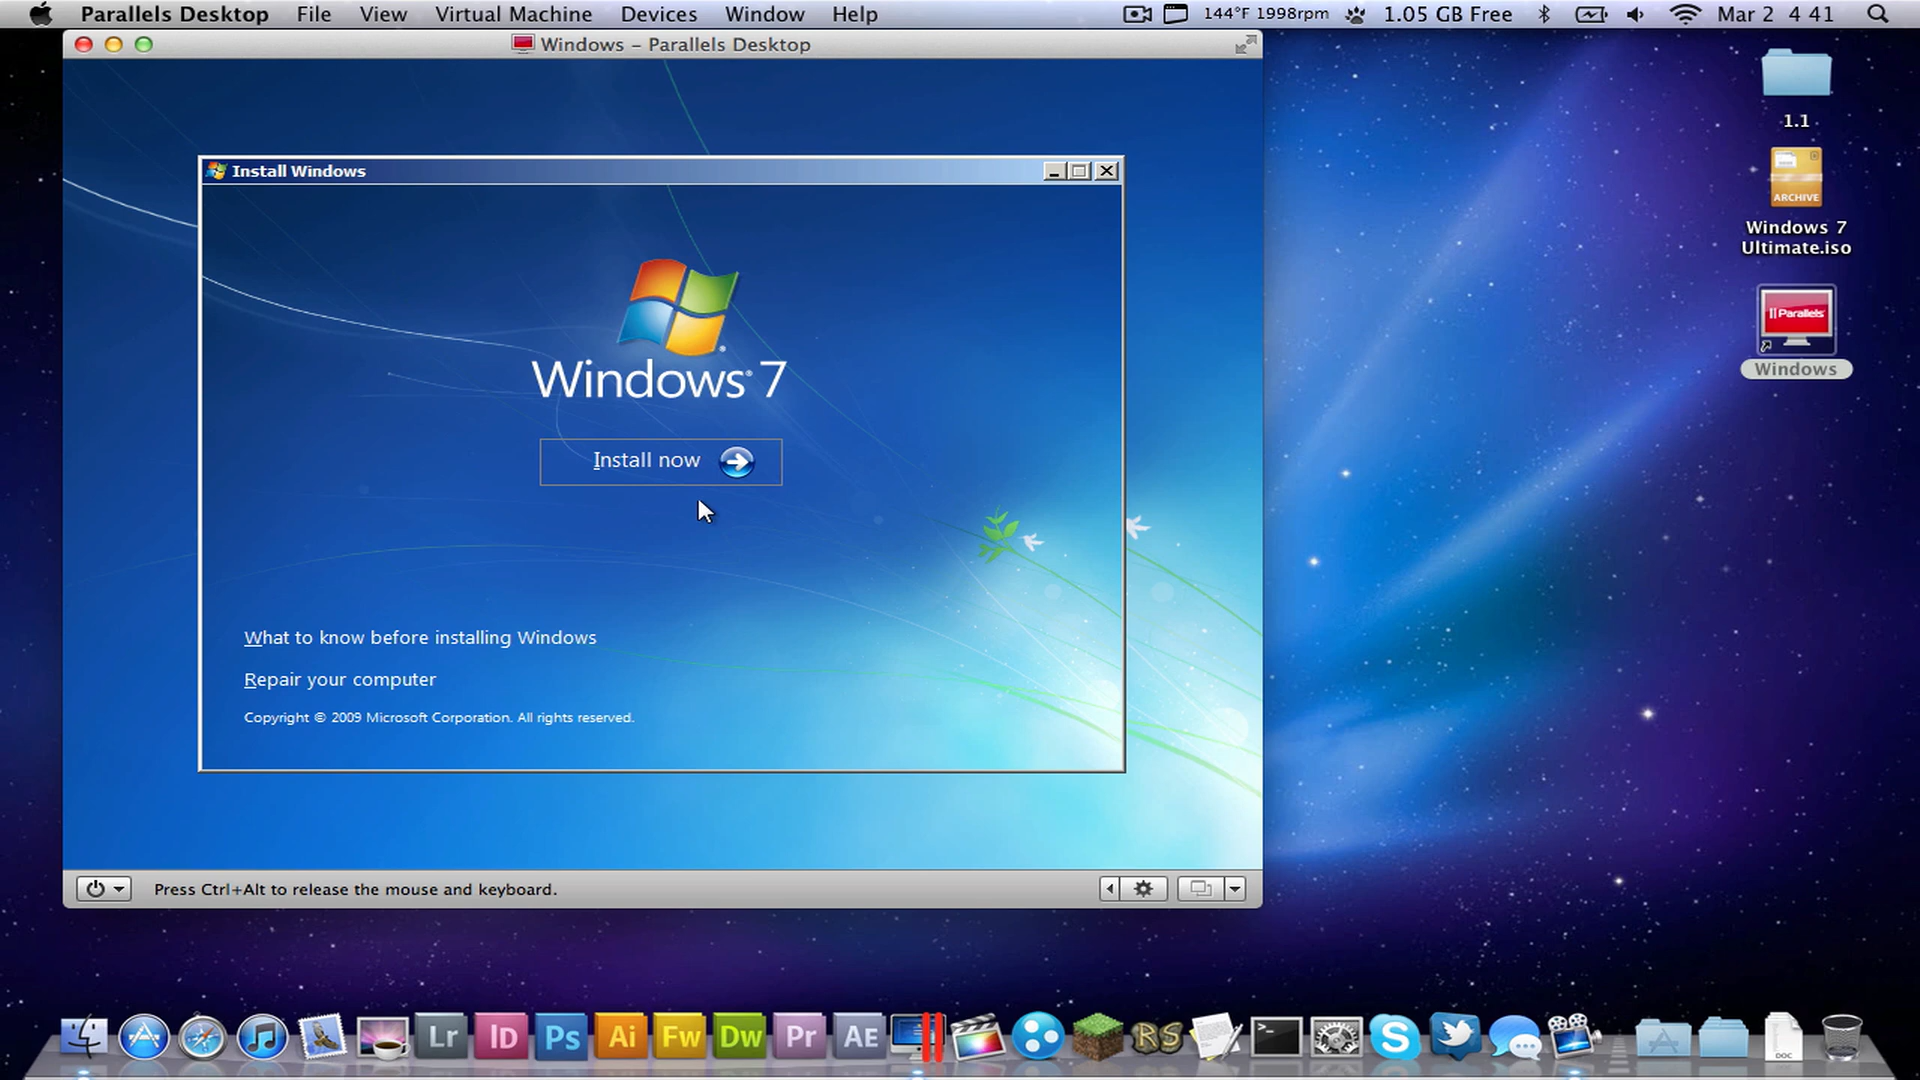 Parallels Desktop File View Virtual Machine Devices Window Help 144°F 1998rpm 1.05 GB Free Mar 2 4 41
Windows – Parallels Desktop
Install Windows
Windows® 7
Install now
What to know before installing Windows
Repair your computer
Copyright © 2009 Microsoft Corporation. All rights reserved.
Press Ctrl+Alt to release the mouse and keyboard.
1.1
ARCHIVE
Windows 7
Ultimate.iso
Parallels
Windows
Lr ID Ps Ai Fw Dw Pr AE RS DOC